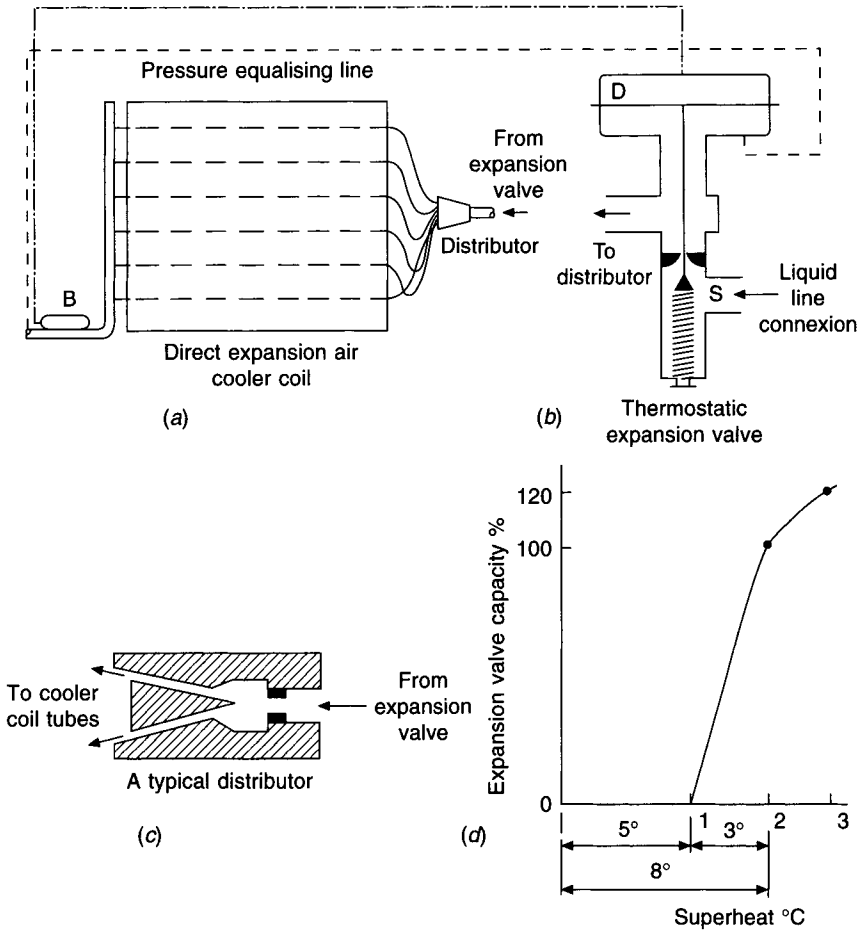 Pressure equalising line
B
Direct expansion air
cooler coil
(a)
From
expansion
valve
Distributor
D
To
distributor
S
Liquid
line
connexion
(b)
Thermostatic
expansion valve
To cooler
coil tubes
From
expansion
valve
A typical distributor
(c)
(d)
Expansion valve capacity %
120
100
0
1
2
3
5°
3°
8°
Superheat °C